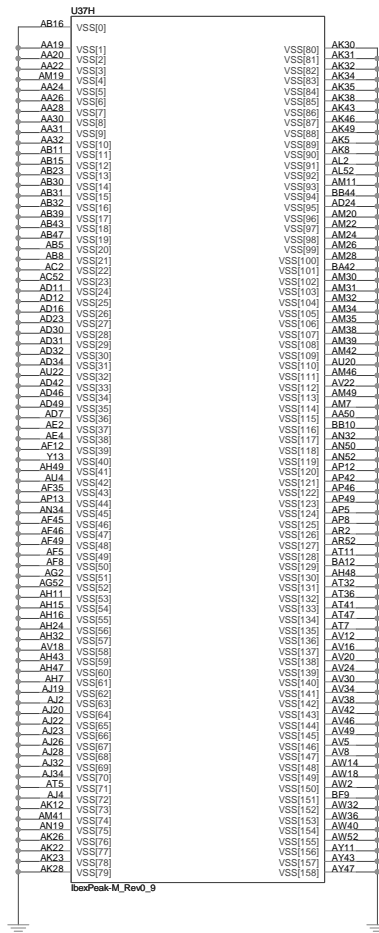 U37H
AB16 VSS[0]
AA19 VSS[1] VSS[80] AK30
AA20 VSS[2] VSS[81] AK31
AA22 VSS[3] VSS[82] AK32
AM19 VSS[4] VSS[83] AK34
AA24 VSS[5] VSS[84] AK35
AA26 VSS[6] VSS[85] AK38
AA28 VSS[7] VSS[86] AK43
AA30 VSS[8] VSS[87] AK46
AA31 VSS[9] VSS[88] AK49
AA32 VSS[10] VSS[89] AK5
AB11 VSS[11] VSS[90] AK8
AB15 VSS[12] VSS[91] AL2
AB23 VSS[13] VSS[92] AL52
AB30 VSS[14] VSS[93] AM11
AB31 VSS[15] VSS[94] BB44
AB32 VSS[16] VSS[95] AD24
AB39 VSS[17] VSS[96] AM20
AB43 VSS[18] VSS[97] AM22
AB47 VSS[19] VSS[98] AM24
AB5 VSS[20] VSS[99] AM26
AB8 VSS[21] VSS[100] AM28
AC2 VSS[22] VSS[101] BA42
AC52 VSS[23] VSS[102] AM30
AD11 VSS[24] VSS[103] AM31
AD12 VSS[25] VSS[104] AM32
AD16 VSS[26] VSS[105] AM34
AD23 VSS[27] VSS[106] AM35
AD30 VSS[28] VSS[107] AM38
AD31 VSS[29] VSS[108] AM39
AD32 VSS[30] VSS[109] AM42
AD34 VSS[31] VSS[110] AU20
AU22 VSS[32] VSS[111] AM46
AD42 VSS[33] VSS[112] AV22
AD46 VSS[34] VSS[113] AM49
AD49 VSS[35] VSS[114] AM7
AD7 VSS[36] VSS[115] AA50
AE2 VSS[37] VSS[116] BB10
AE4 VSS[38] VSS[117] AN32
AF12 VSS[39] VSS[118] AN50
Y13 VSS[40] VSS[119] AN52
AH49 VSS[41] VSS[120] AP12
AU4 VSS[42] VSS[121] AP42
AF35 VSS[43] VSS[122] AP46
AP13 VSS[44] VSS[123] AP49
AN34 VSS[45] VSS[124] AP5
AF45 VSS[46] VSS[125] AP8
AF46 VSS[47] VSS[126] AR2
AF49 VSS[48] VSS[127] AR52
AF5 VSS[49] VSS[128] AT11
AF8 VSS[50] VSS[129] BA12
AG2 VSS[51] VSS[130] AH48
AG52 VSS[52] VSS[131] AT32
AH11 VSS[53] VSS[132] AT36
AH15 VSS[54] VSS[133] AT41
AH16 VSS[55] VSS[134] AT47
AH24 VSS[56] VSS[135] AT7
AH32 VSS[57] VSS[136] AV12
AV18 VSS[58] VSS[137] AV16
AH43 VSS[59] VSS[138] AV20
AH47 VSS[60] VSS[139] AV24
AH7 VSS[61] VSS[140] AV30
AJ19 VSS[62] VSS[141] AV34
AJ2 VSS[63] VSS[142] AV38
AJ20 VSS[64] VSS[143] AV42
AJ22 VSS[65] VSS[144] AV46
AJ23 VSS[66] VSS[145] AV49
AJ26 VSS[67] VSS[146] AV5
AJ28 VSS[68] VSS[147] AV8
AJ32 VSS[69] VSS[148] AW14
AJ34 VSS[70] VSS[149] AW18
AT5 VSS[71] VSS[150] AW2
AJ4 VSS[72] VSS[151] BF9
AK12 VSS[73] VSS[152] AW32
AM41 VSS[74] VSS[153] AW36
AN19 VSS[75] VSS[154] AW40
AK26 VSS[76] VSS[155] AW52
AK22 VSS[77] VSS[156] AY11
AK23 VSS[78] VSS[157] AY43
AK28 VSS[79] VSS[158] AY47
IbexPeak-M_Rev0_9